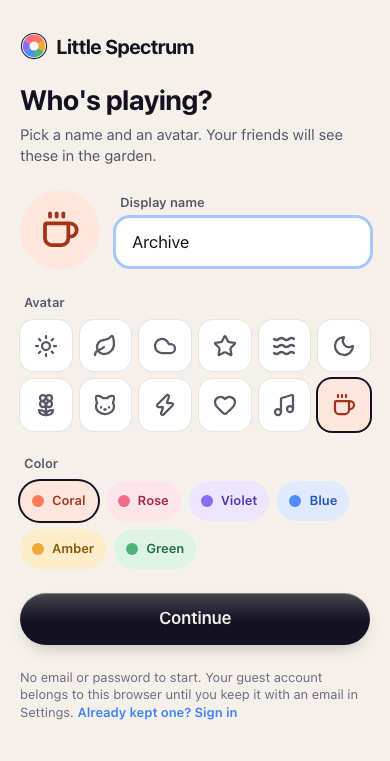 Little Spectrum
Who's playing?
Pick a name and an avatar. Your friends will see
these in the garden.
Display name
Archive
Avatar
Color
Coral
Rose
Violet
Blue
Amber
Green
Continue
No email or password to start. Your guest account
belongs to this browser until you keep it with an email in
Settings. Already kept one? Sign in